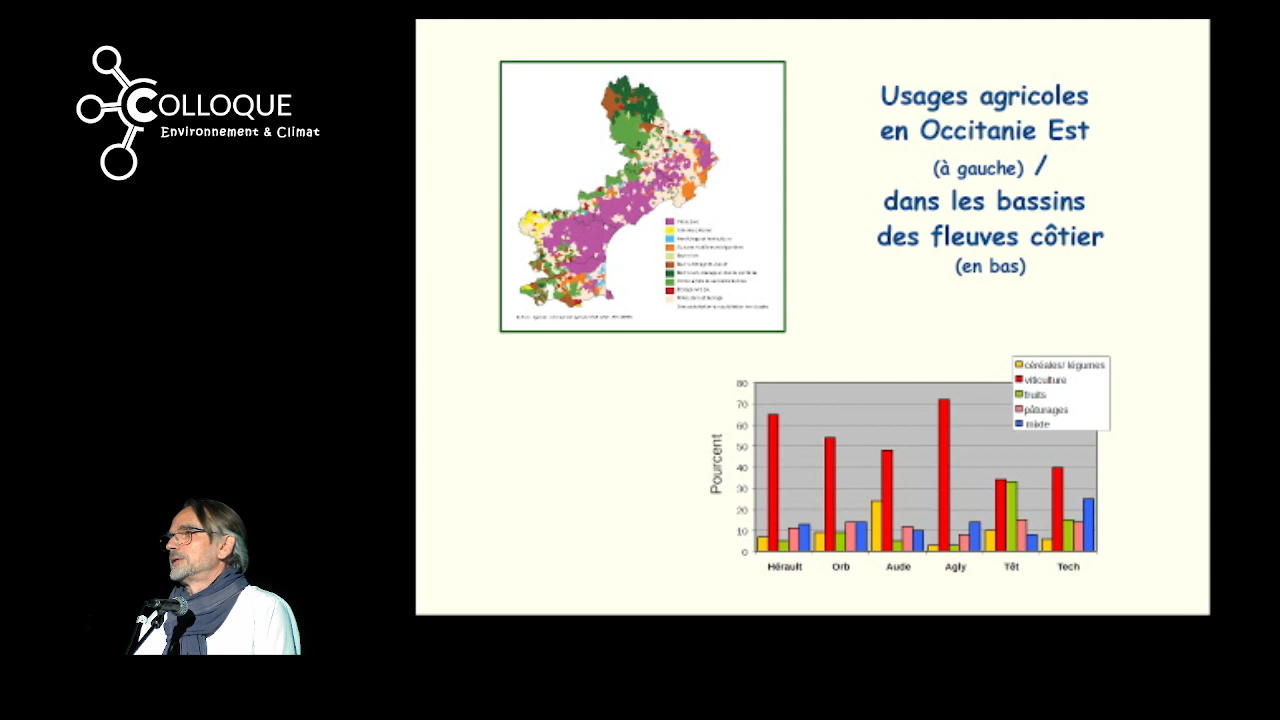 COLLOQUE
Environnement & Climat
Usages agricoles
en Occitanie Est
(à gauche) /
dans les bassins
des fleuves côtier
(en bas)
céréales/ légumes
viticulture
fruits
pâturages
mixte
Pourcent
80
70
60
50
40
30
20
10
0
Hérault
Orb
Aude
Agly
Têt
Tech